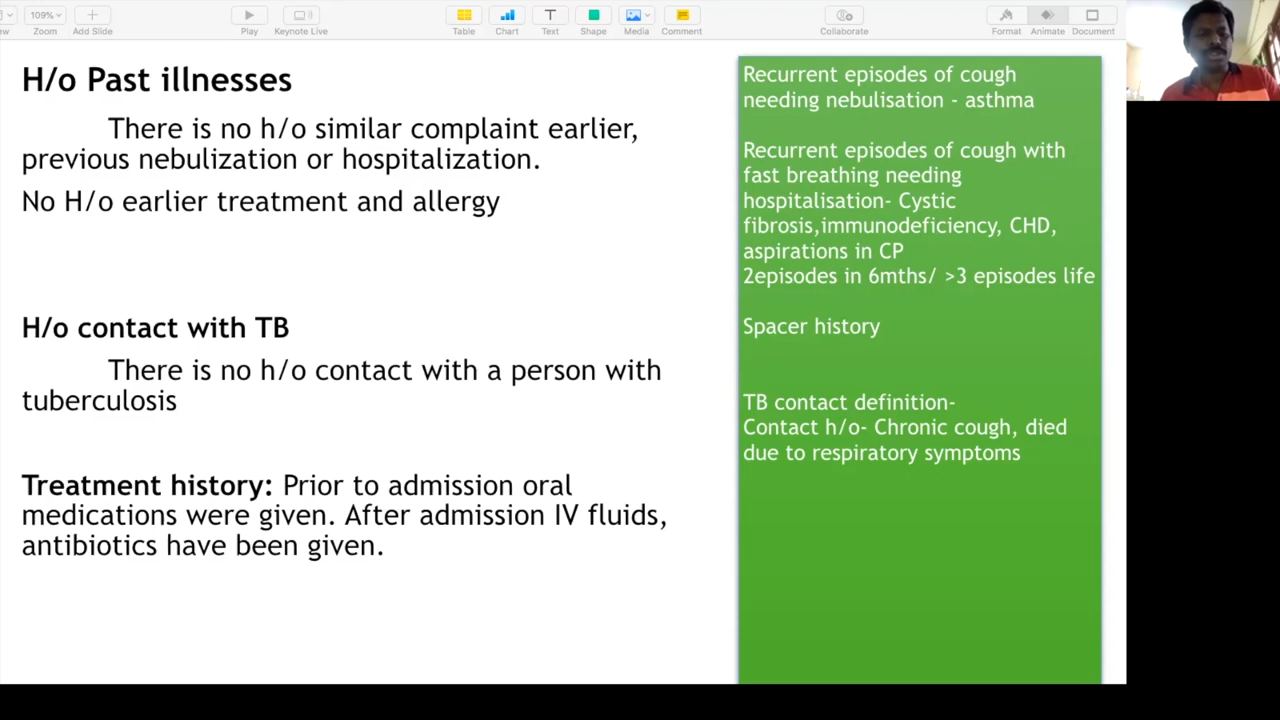 109%
Zoom
Add Slide
Play
Keynote Live
Table
Chart
Text
Shape
Media
Comment
Collaborate
Format
Animate
Document
H/o Past illnesses
There is no h/o similar complaint earlier,
previous nebulization or hospitalization.
No H/o earlier treatment and allergy
H/o contact with TB
There is no h/o contact with a person with
tuberculosis
Treatment history: Prior to admission oral
medications were given. After admission IV fluids,
antibiotics have been given.
Recurrent episodes of cough
needing nebulisation - asthma
Recurrent episodes of cough with
fast breathing needing
hospitalisation- Cystic
fibrosis,immunodeficiency, CHD,
aspirations in CP
2episodes in 6mths/ >3 episodes life
Spacer history
TB contact definition-
Contact h/o- Chronic cough, died
due to respiratory symptoms